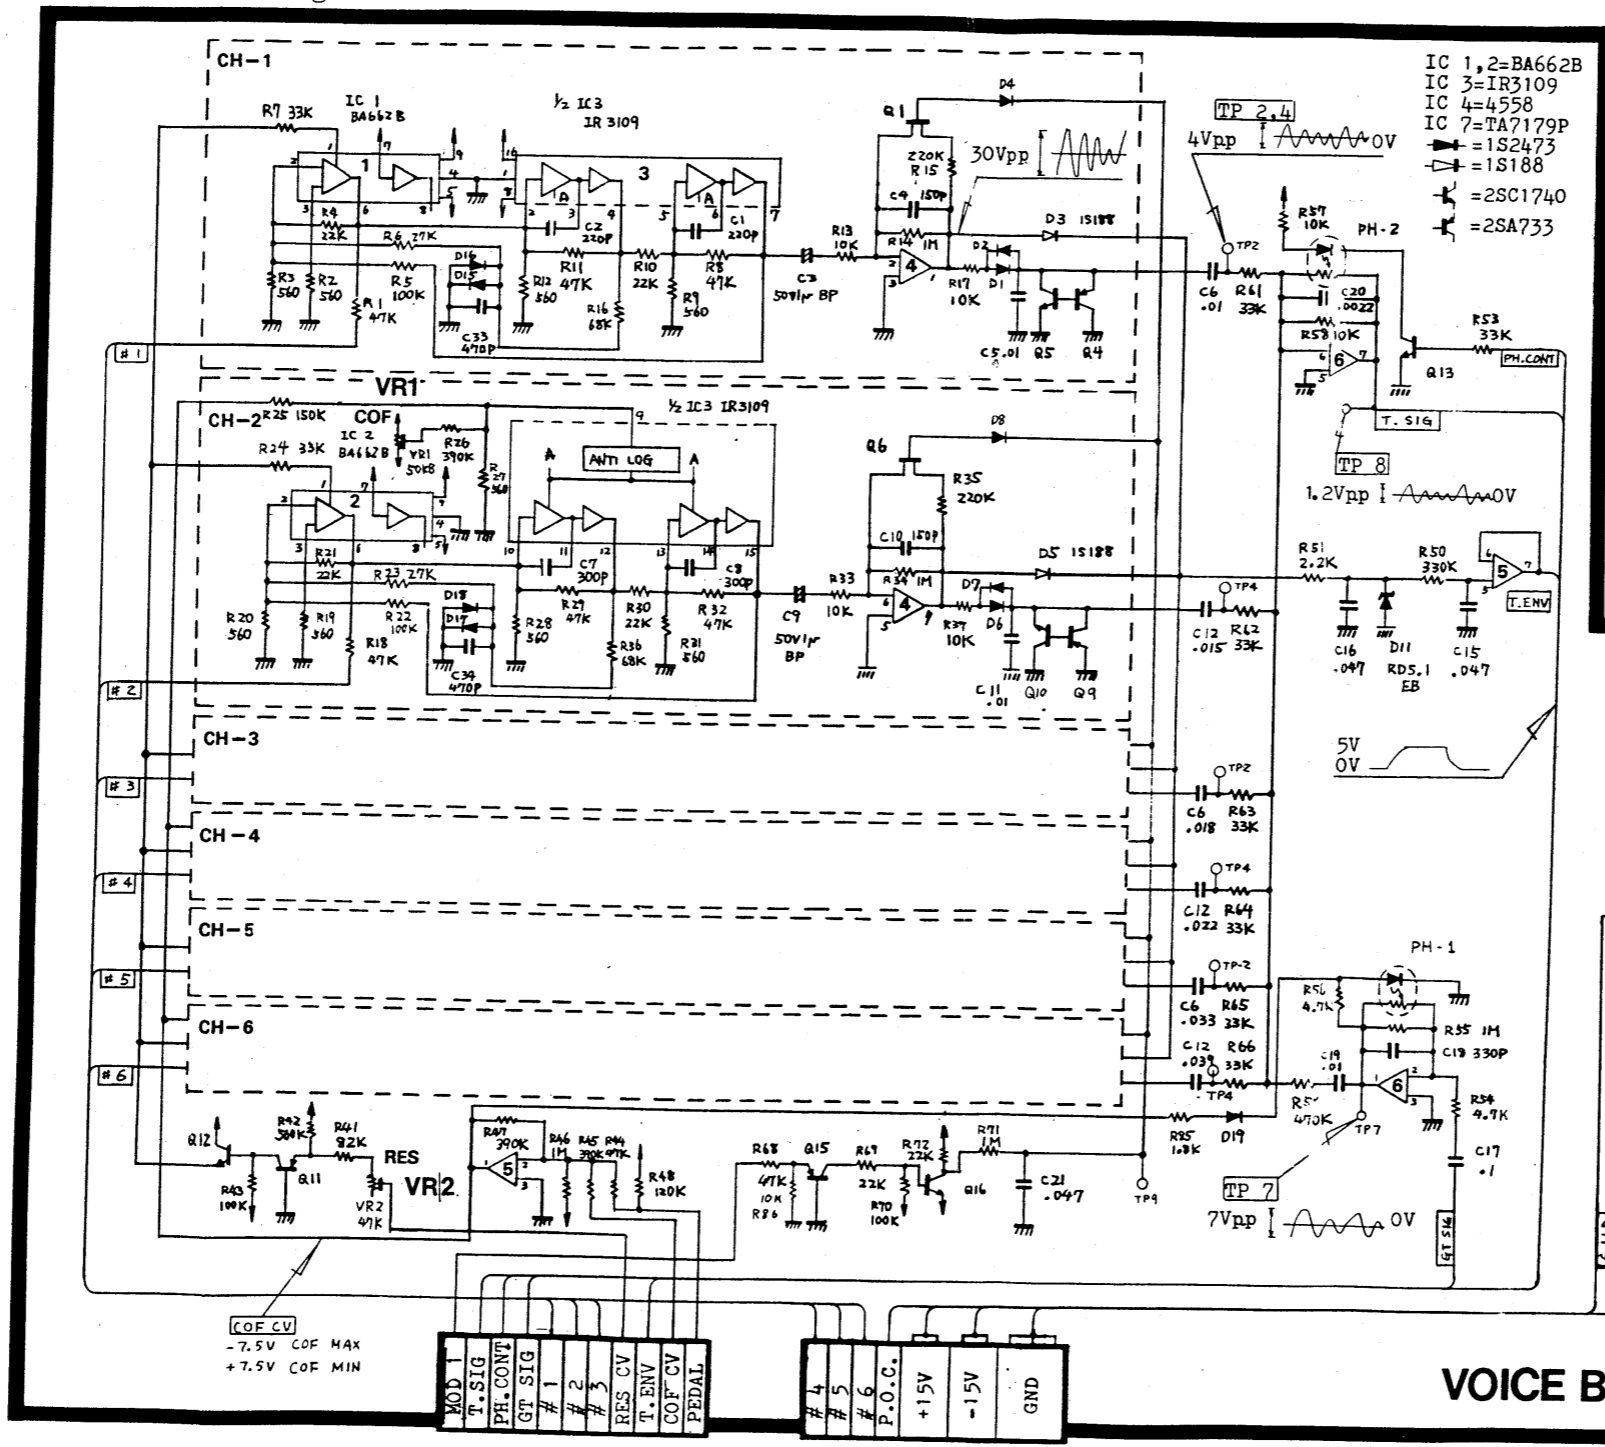 CH-1
R7 33K
IC 1
BA662B
½ IC3
IR 3109
Q1
D4
TP 2,4
4Vpp
0V
IC 1,2=BA662B
IC 3=IR3109
IC 4=4558
IC 7=TA7179P
=1S2473
=1S188
=2SC1740
=2SA733
30Vpp
220K
R15
C4 150P
R14 1M
D3 1S188
D2
R13
10K
R17
10K
D1
C5 .01
Q5
Q4
TP2
C6
.01
R61
33K
R57
10K
PH-2
C20
.0022
R58 10K
R53
33K
PH.CONT
Q13
R4
22K
R6 27K
R3
560
R2
560
R5
100K
R1
47K
D16
D15
C33
470P
C2
220P
R12
560
R11
47K
R10
22K
R16
68K
C1
220P
R8
47K
R9
560
C3
50V1μ BP
# 1
VR1
CH-2
R25 150K
COF
R24 33K
IC 2
BA662B
VR1
50KB
R26
390K
R
27
560
½ IC3 IR3109
ANTI LOG
A
A
Q6
D8
R35
220K
C10 150P
R34 1M
D5 1S188
D7
R33
10K
R37
10K
D6
C11
.01
Q10
Q9
TP4
C12
.015
R62
33K
T. SIG
TP 8
1.2Vpp
0V
R51
2.2K
R50
330K
T.ENV
C16
.047
D11
RD5.1
EB
C15
.047
R21
22K
R23 27K
R20
560
R19
560
R22
100K
R18
47K
D18
D17
C34
470P
C7
300P
R28
560
R29
47K
R30
22K
R36
68K
C8
300P
R32
47K
R31
560
C9
50V1μ
BP
# 2
5V
0V
CH-3
# 3
TP2
C6
.018
R63
33K
CH-4
# 4
TP4
C12
.022
R64
33K
CH-5
# 5
TP-2
C6
.033
R65
33K
CH-6
# 6
C12
.039
R66
33K
TP4
PH-1
R56
4.7K
R55 1M
C18 330P
C19
.01
470K
TP7
R54
4.7K
C17
.1
GT SIG
R85
1.8K
D19
Q12
R42
560K
R41
82K
RES
VR2
R43
100K
Q11
VR2
47K
R47
390K
R46
1M
R45
390K
R44
47K
R48
120K
R68
47K
10K
R86
Q15
R69
22K
R70
100K
R72
22K
R71
1M
Q16
C21
.047
TP9
TP 7
7Vpp
0V
COF CV
-7.5V COF MAX
+7.5V COF MIN
MOD 1
T.SIG
PH.CONT
GT SIG
# 1
# 2
# 3
RES CV
T.ENV
COF CV
PEDAL
# 4
# 5
# 6
P.O.C.
+15V
-15V
GND
VOICE B